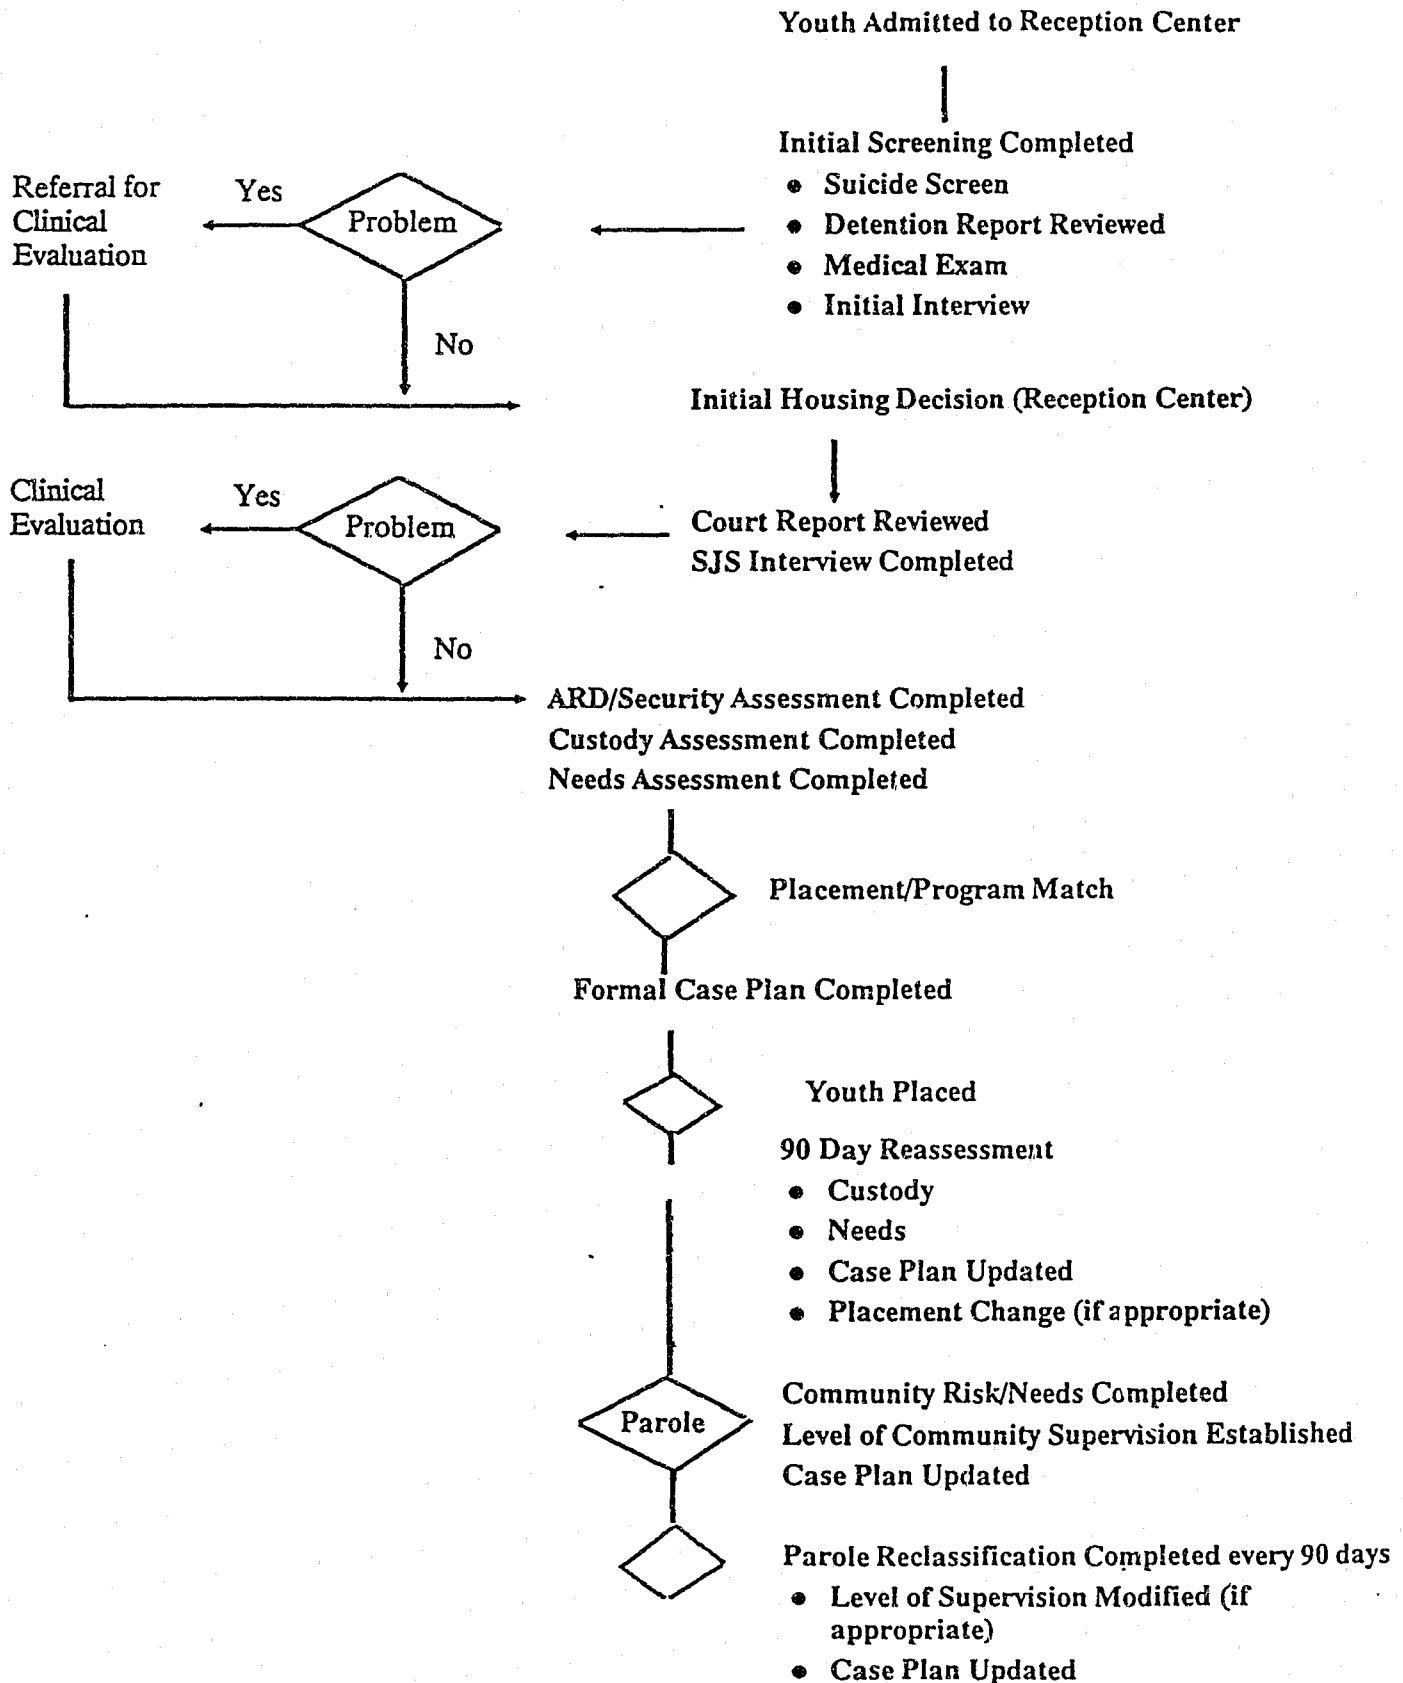 Youth Admitted to Reception Center
Initial Screening Completed
● Suicide Screen
● Detention Report Reviewed
● Medical Exam
● Initial Interview
Problem
Yes
Referral for
Clinical
Evaluation
No
Initial Housing Decision (Reception Center)
Court Report Reviewed
SJS Interview Completed
Problem
Yes
Clinical
Evaluation
No
ARD/Security Assessment Completed
Custody Assessment Completed
Needs Assessment Completed
Placement/Program Match
Formal Case Plan Completed
Youth Placed
90 Day Reassessment
● Custody
● Needs
● Case Plan Updated
● Placement Change (if appropriate)
Parole
Community Risk/Needs Completed
Level of Community Supervision Established
Case Plan Updated
Parole Reclassification Completed every 90 days
● Level of Supervision Modified (if
appropriate)
● Case Plan Updated